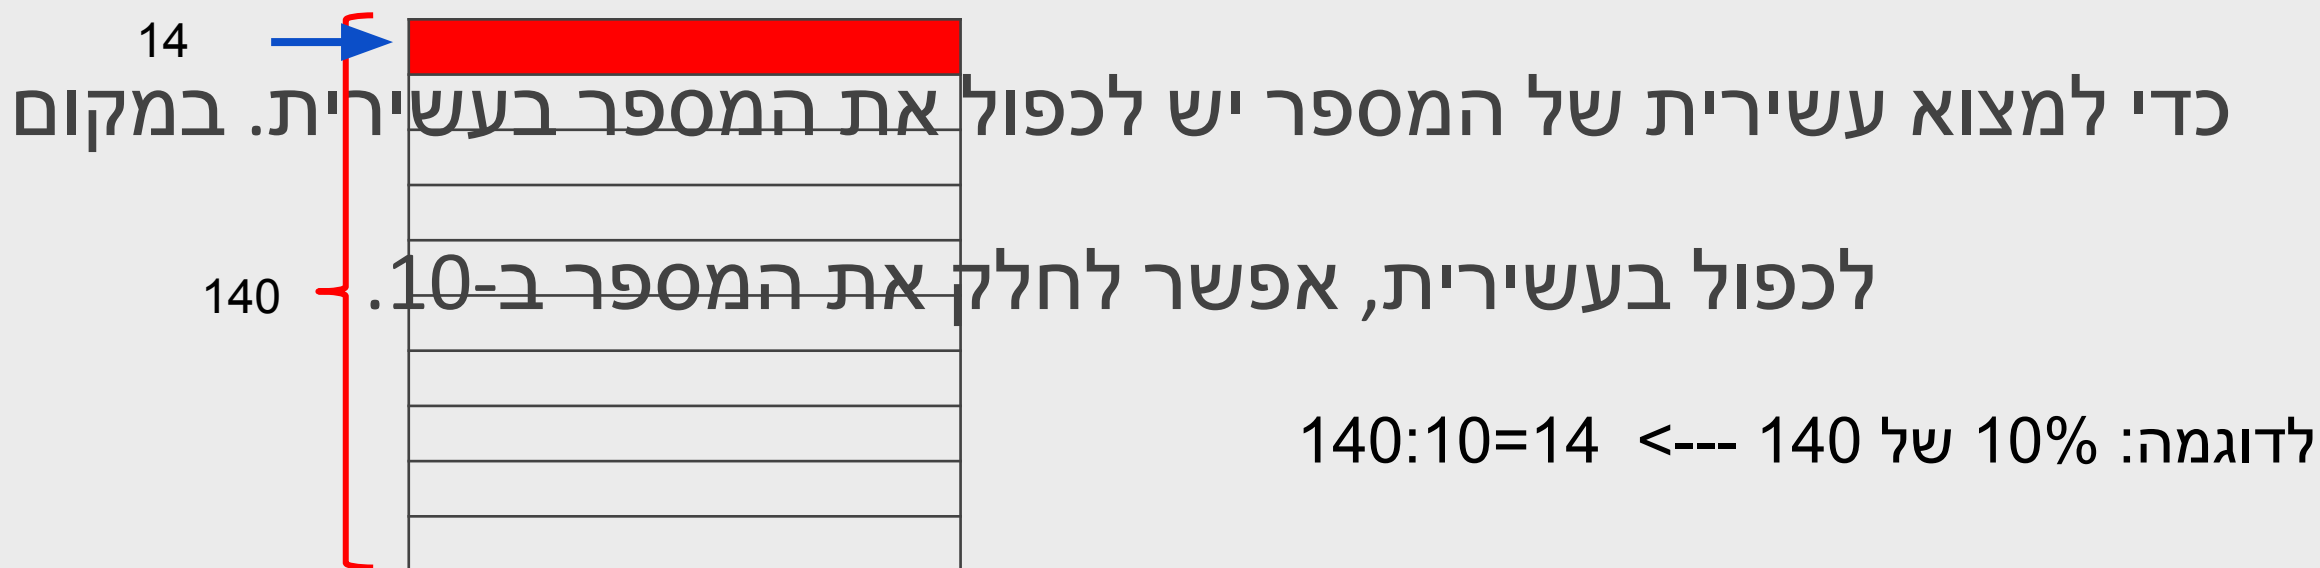 14
כדי למצוא עשירית של המספר יש לכפול את המספר בעשירית. במקום
לכפול בעשירית, אפשר לחלק את המספר ב-10.
140
לדוגמה: 10% של 140 ---> 140:10=14